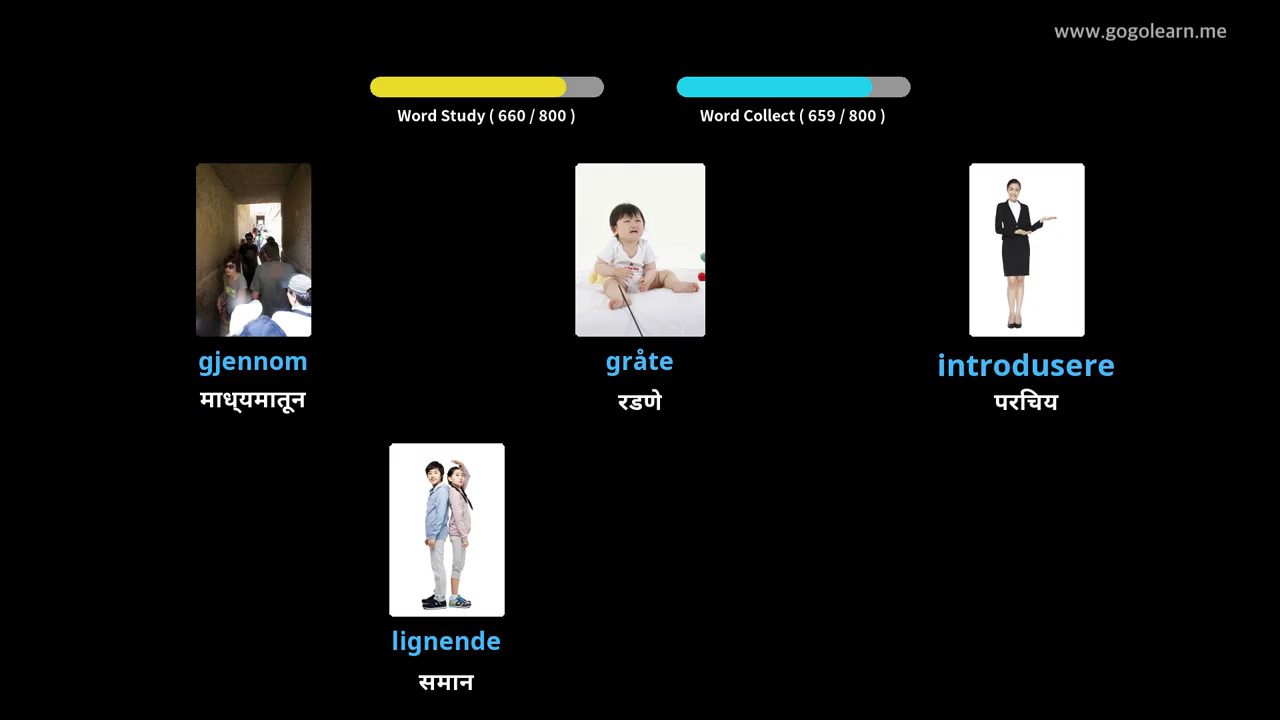 www.gogolearn.me
Word Study ( 660 / 800 )
Word Collect ( 659 / 800 )
gjennom
माध्यमातून
gråte
रडणे
introdusere
परिचय
lignende
समान